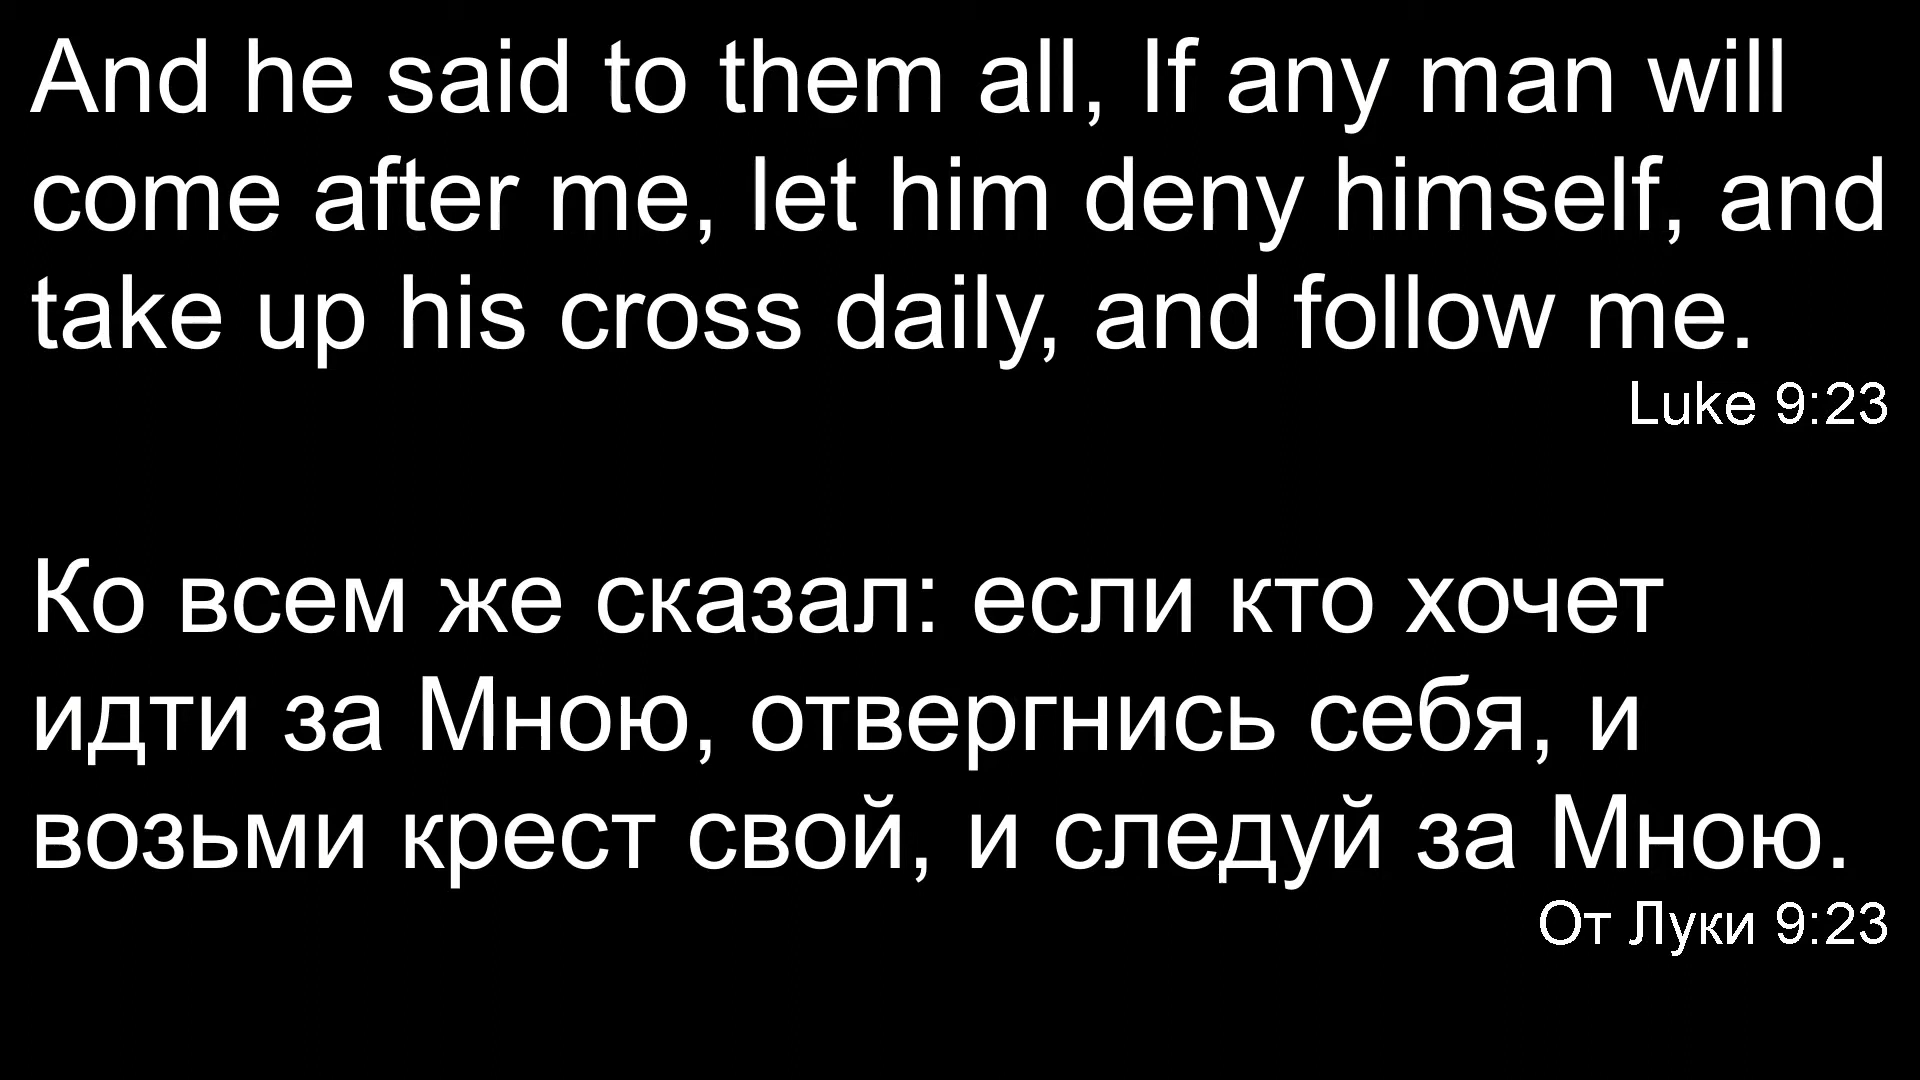 And he said to them all, If any man will
come after me, let him deny himself, and
take up his cross daily, and follow me.
Luke 9:23
Ко всем же сказал: если кто хочет
идти за Мною, отвергнись себя, и
возьми крест свой, и следуй за Мною.
От Луки 9:23